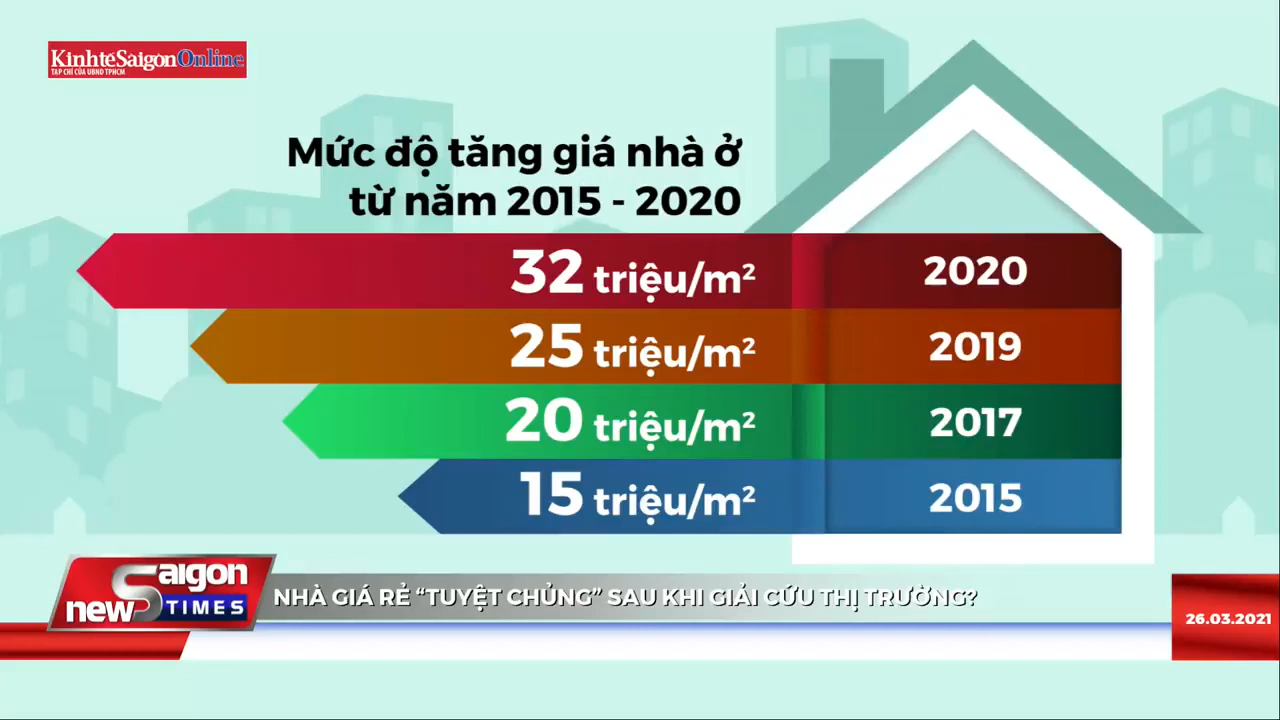 KinhtếSàigònOnline
TẠP CHÍ CỦA UBND TPHCM
Mức độ tăng giá nhà ở
từ năm 2015 - 2020
32 triệu/m² 2020
25 triệu/m² 2019
20 triệu/m² 2017
15 triệu/m² 2015
Saigon
newS TIMES
NHÀ GIÁ RẺ “TUYỆT CHỦNG” SAU KHI GIẢI CỨU THỊ TRƯỜNG?
26.03.2021